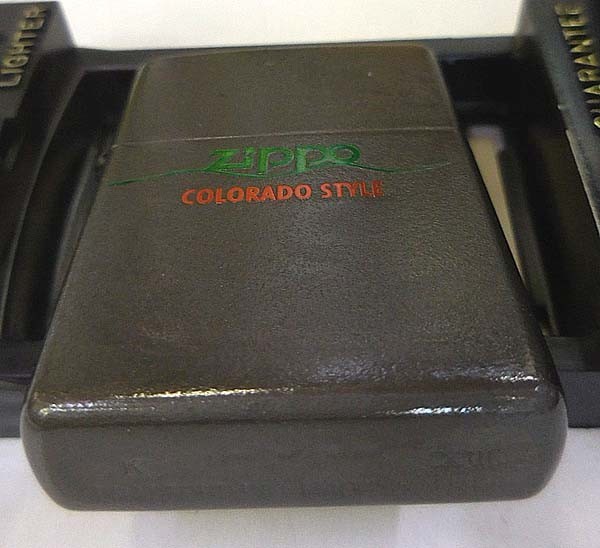 LIGHTER
GUARANTEE
Zippo
COLORADO STYLE
K